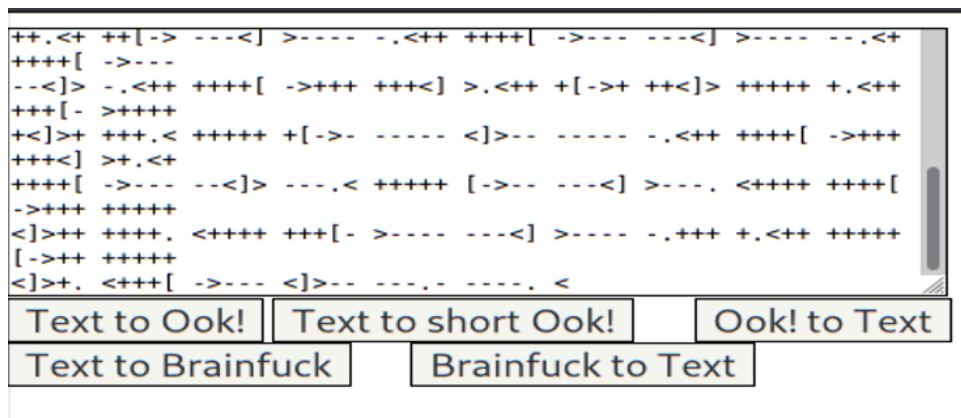 ++.<+ ++[-> ---<] >---- -.<++ ++++[ ->--- ---<] >---- --.<+
++++[ ->---
--<]> -.<++ ++++[ ->+++ +++<] >.<++ +[->+ ++<]> +++++ +.<++
+++[- >++++
+<]>+ +++.< +++++ +[->- ----- <]>-- ----- -.<++ ++++[ ->+++
+++<] >+.<+
++++[ ->---- --<]> ---.< +++++ [->-- ---<] >---. <++++ ++++[
->+++ +++++
<]>++ ++++. <++++ +++[- >---- ---<] >---- -.+++ +.<++ +++++
[->++ +++++
<]>+. <+++[ ->--- <]>-- ---.- ----. <
Text to Ook! Text to short Ook! Ook! to Text
Text to Brainfuck Brainfuck to Text